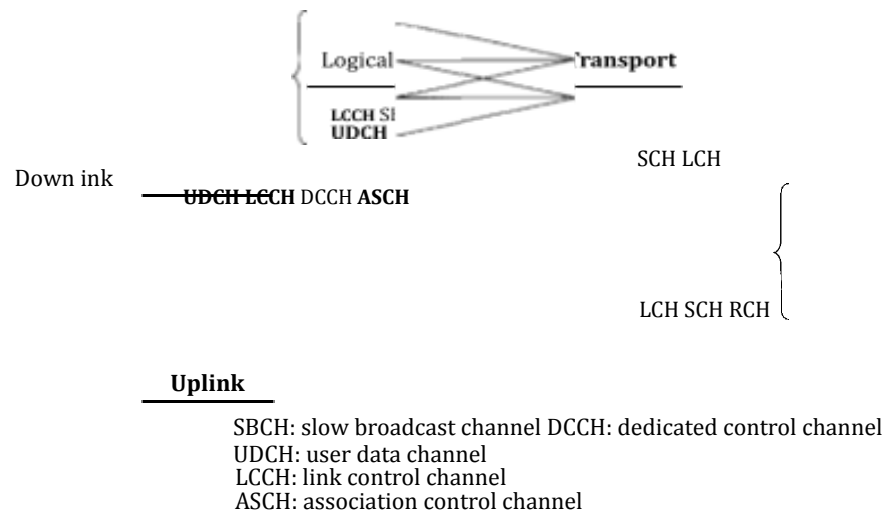 Logical
ransport
LCCH
UDCH
SCH LCH
Down ink
UDCH LCCH DCCH ASCH
LCH SCH RCH
Uplink
SBCH: slow broadcast channel DCCH: dedicated control channel
UDCH: user data channel
LCCH: link control channel
ASCH: association control channel